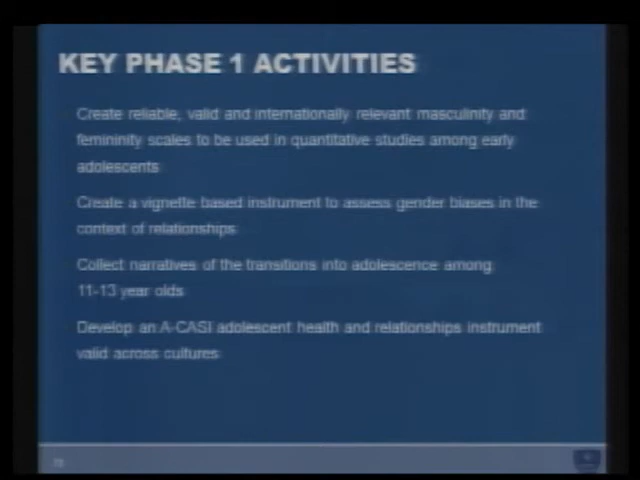 KEY PHASE 1 ACTIVITIES
Create reliable, valid and internationally relevant masculinity and
femininity scales to be used in quantitative studies among early
adolescents
Create a vignette based instrument to assess gender biases in the
context of relationships
Collect narratives of the transitions into adolescence among
11-13 year olds
Develop an A-CASI adolescent health and relationships instrument
valid across cultures